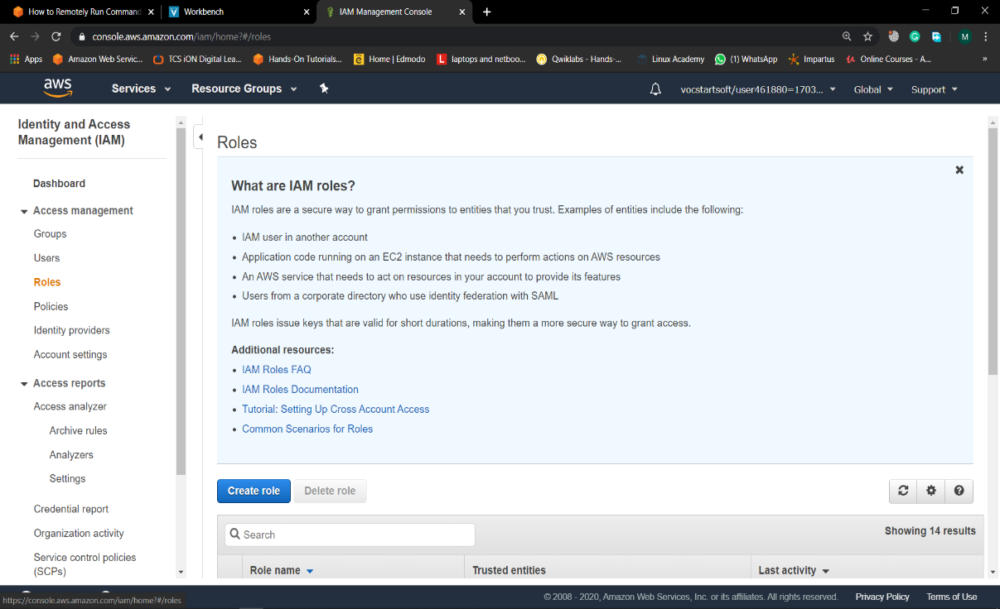 How to Remotely Run Command
Workbench
IAM Management Console
console.aws.amazon.com/iam/home?#/roles
M
Apps
Amazon Web Servic...
TCS iON Digital Lea...
Hands-On Tutorials...
Home | Edmodo
L
laptops and netboo...
Qwiklabs - Hands-...
Linux Academy
(1) WhatsApp
Impartus
Online Courses - A...
»
aws
Services
Resource Groups
vocstartsoft/user461880=1703...
Global
Support
Identity and Access
Management (IAM)
Dashboard
Access management
Groups
Users
Roles
Policies
Identity providers
Account settings
Access reports
Access analyzer
Archive rules
Analyzers
Settings
Credential report
Organization activity
Service control policies
(SCPs)
Roles
What are IAM roles?
IAM roles are a secure way to grant permissions to entities that you trust. Examples of entities include the following:
• IAM user in another account
• Application code running on an EC2 instance that needs to perform actions on AWS resources
• An AWS service that needs to act on resources in your account to provide its features
• Users from a corporate directory who use identity federation with SAML
IAM roles issue keys that are valid for short durations, making them a more secure way to grant access.
Additional resources:
• IAM Roles FAQ
• IAM Roles Documentation
• Tutorial: Setting Up Cross Account Access
• Common Scenarios for Roles
Create role
Delete role
Search
Showing 14 results
Role name
Trusted entities
Last activity
https://console.aws.amazon.com/iam/home?#/roles
© 2008 - 2020, Amazon Web Services, Inc. or its affiliates. All rights reserved.
Privacy Policy
Terms of Use